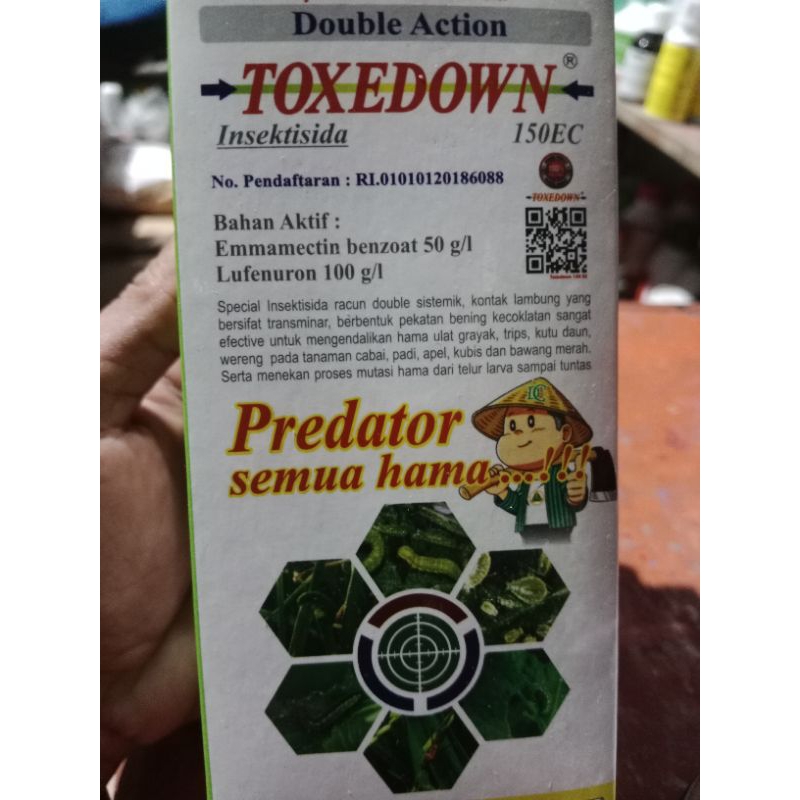 Double Action
TOXEDOWN®
Insektisida 150EC
No. Pendaftaran : RI.01010120186088
TOXEDOWN
Bahan Aktif :
Emmamectin benzoat 50 g/l
Lufenuron 100 g/l
Special Insektisida racun double sistemik, kontak lambung yang
bersifat transminar, berbentuk pekatan bening kecoklatan sangat
efective untuk mengendalikan hama ulat grayak, trips, kutu daun,
wereng pada tanaman cabai, padi, apel, kubis dan bawang merah.
Serta menekan proses mutasi hama dari telur larva sampai tuntas
Predator
semua hama...!!!